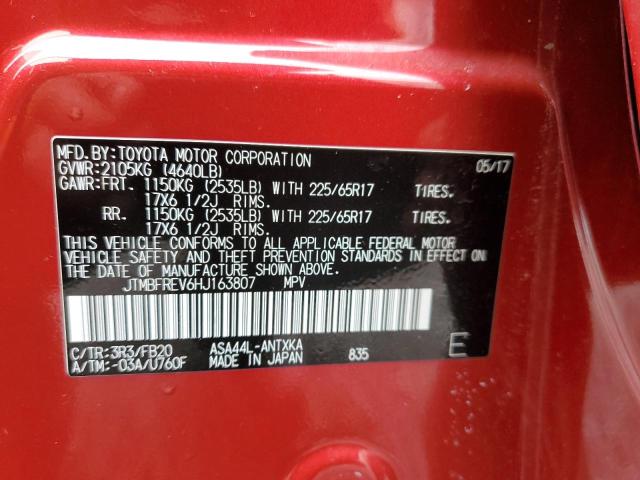 MFD.BY:TOYOTA MOTOR CORPORATION 05/17
GVWR:2105KG (4640LB)
GAWR:FRT. 1150KG (2535LB) WITH 225/65R17 TIRES.
17X6 1/2J RIMS.
RR. 1150KG (2535LB) WITH 225/65R17 TIRES.
17X6 1/2J RIMS.
THIS VEHICLE CONFORMS TO ALL APPLICABLE FEDERAL MOTOR
VEHICLE SAFETY AND THEFT PREVENTION STANDARDS IN EFFECT ON
THE DATE OF MANUFACTURE SHOWN ABOVE.
JTMBFREV6HJ163807 MPV
C/TR:3R3/FB20 ASA44L-ANTXKA
A/TM:-03A/U760F MADE IN JAPAN 835 E